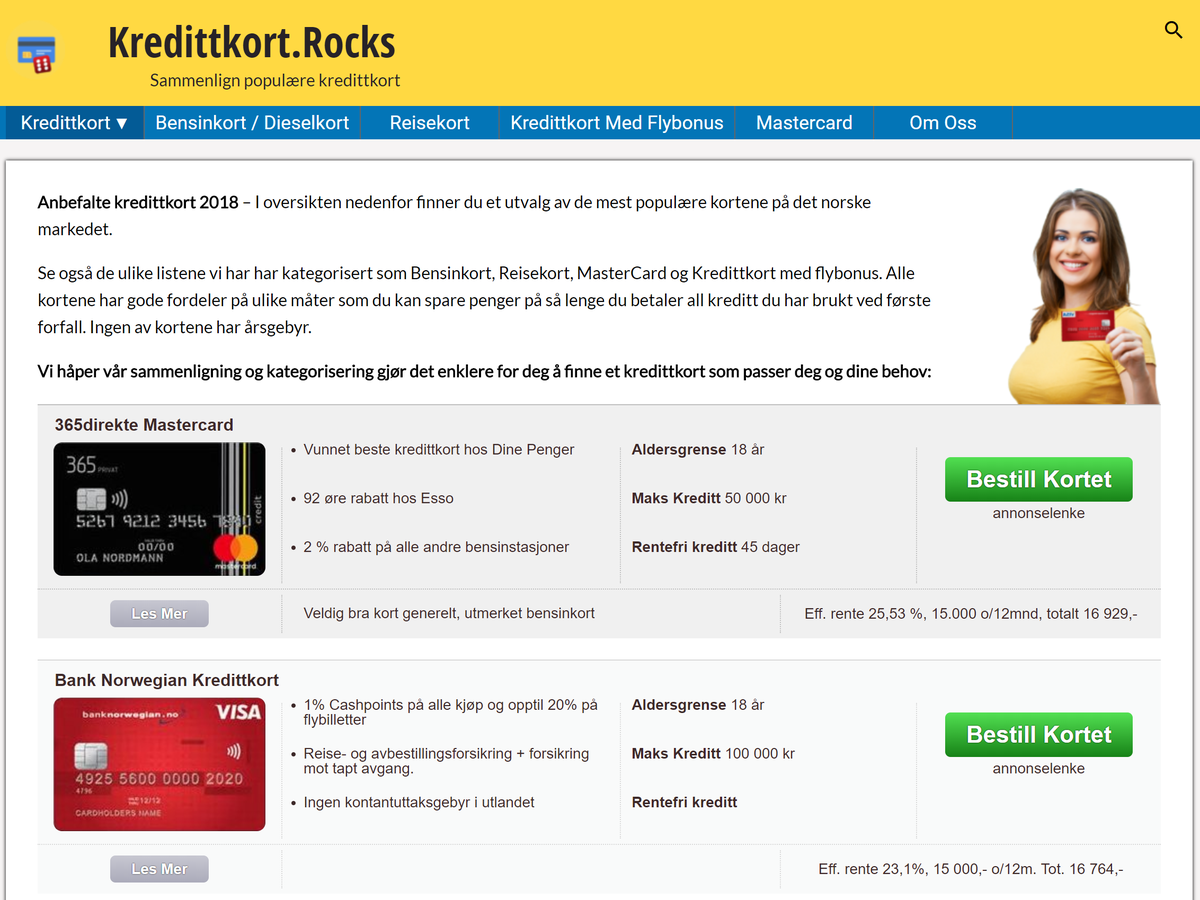 Kredittkort.Rocks
Sammenlign populære kredittkort
Kredittkort ▼ Bensinkort / Dieselkort Reisekort Kredittkort Med Flybonus Mastercard Om Oss
Anbefalte kredittkort 2018 – I oversikten nedenfor finner du et utvalg av de mest populære kortene på det norske
markedet.
Se også de ulike listene vi har har kategorisert som Bensinkort, Reisekort, MasterCard og Kredittkort med flybonus. Alle
kortene har gode fordeler på ulike måter som du kan spare penger på så lenge du betaler all kreditt du har brukt ved første
forfall. Ingen av kortene har årsgebyr.
Vi håper vår sammenligning og kategorisering gjør det enklere for deg å finne et kredittkort som passer deg og dine behov:
365direkte Mastercard
365 PRIVAT
credit
5267 9212 3456
00/00
OLA NORDMANN
mastercard
• Vunnet beste kredittkort hos Dine Penger
• 92 øre rabatt hos Esso
• 2 % rabatt på alle andre bensinstasjoner
Aldersgrense 18 år
Maks Kreditt 50 000 kr
Rentefri kreditt 45 dager
Bestill Kortet
annonselenke
Les Mer
Veldig bra kort generelt, utmerket bensinkort
Eff. rente 25,53 %, 15.000 o/12mnd, totalt 16 929,-
Bank Norwegian Kredittkort
banknorwegian.no VISA
4925 5600 0000 2020
4796
12/12
CARDHOLDERS NAME
• 1% Cashpoints på alle kjøp og opptil 20% på
flybilletter
• Reise- og avbestillingsforsikring + forsikring
mot tapt avgang.
• Ingen kontantuttaksgebyr i utlandet
Aldersgrense 18 år
Maks Kreditt 100 000 kr
Rentefri kreditt
Bestill Kortet
annonselenke
Les Mer
Eff. rente 23,1%, 15 000,- o/12m. Tot. 16 764,-